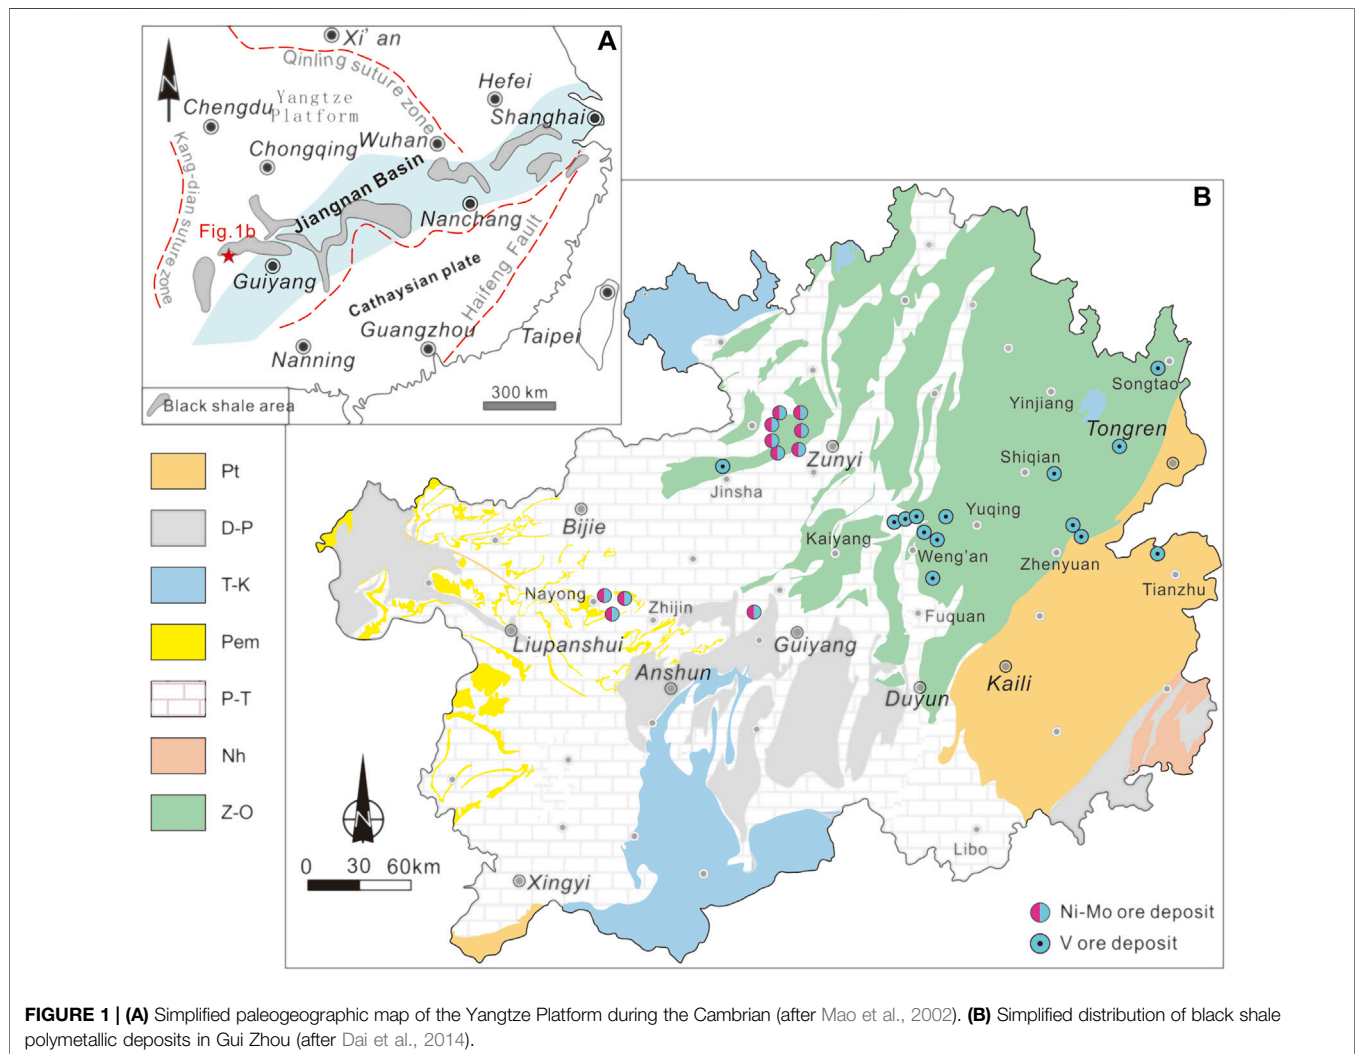 A
Xi' an
Qinling suture zone
Hefei
Yangtze
Platform
Chengdu
Shanghai
Wuhan
Chongqing
Kang-dian suture zone
Jiangnan Basin
Nanchang
Fig.1b
Guiyang
Haifeng Fault
Cathaysian plate
Guangzhou
Taipei
Nanning
N
300 km
Black shale area
B
Songtao
Yinjiang
Tongren
Zunyi
Shiqian
Jinsha
Bijie
Yuqing
Kaiyang
Weng'an
Zhenyuan
Tianzhu
Nayong
Zhijin
Fuquan
Liupanshui
Guiyang
Anshun
Kaili
Duyun
Libo
Xingyi
Pt
D-P
T-K
Pem
P-T
Nh
Z-O
N
0 30 60km
Ni-Mo ore deposit
V ore deposit
FIGURE 1 | (A) Simplified paleogeographic map of the Yangtze Platform during the Cambrian (after Mao et al., 2002). (B) Simplified distribution of black shale
polymetallic deposits in Gui Zhou (after Dai et al., 2014).